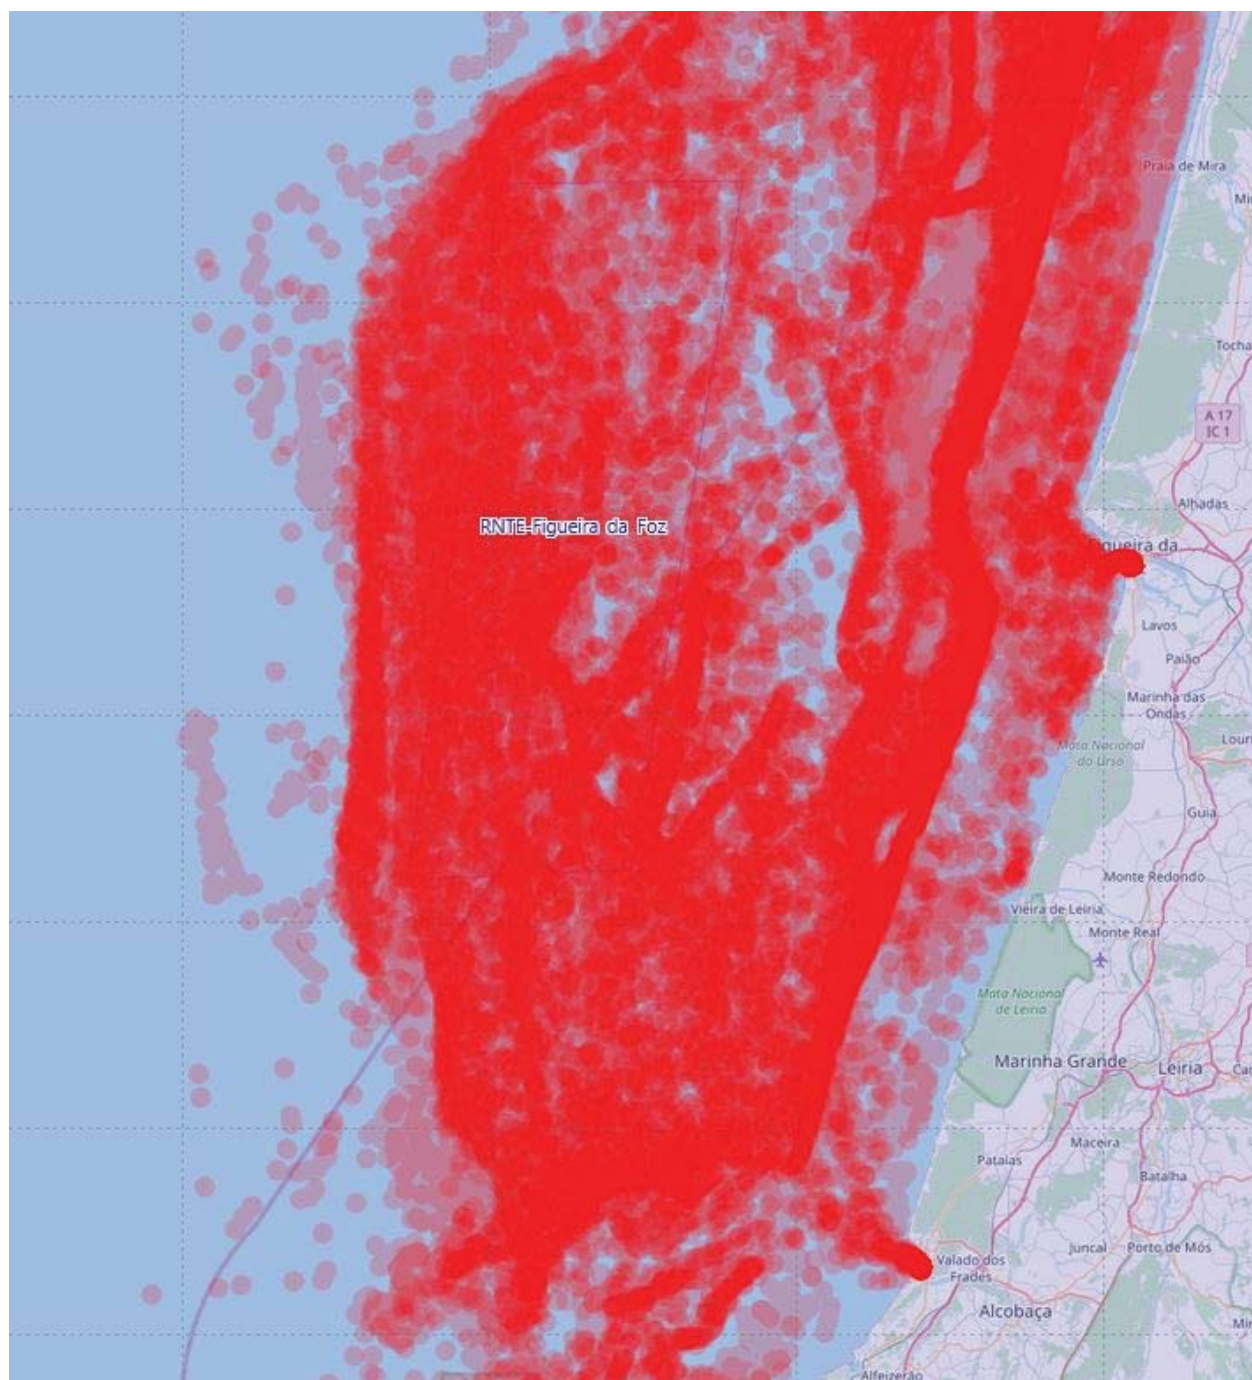 Praia de Mira
Tocha
A 17
IC 1
Alhadas
RNTE-Figueira da Foz
gueira da
Lavos
Paião
Marinha das
Ondas
Mata Nacional
do Urso
Guia
Monte Redondo
Vieira de Leiria
Monte Real
Mata Nacional
de Leiria
Marinha Grande
Leiria
Maceira
Pataias
Batalha
Juncal
Porto de Mós
Valado dos
Frades
Alcobaça
Alfeizerão